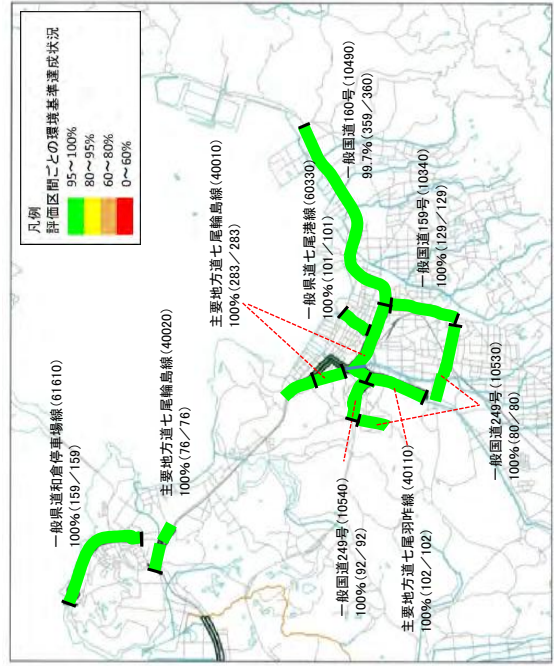 凡例
評価区間ごとの環境基準達成状況
95~100%
80~95%
60~80%
0~60%
一般県道和倉停車場線(61610)
100%(159/159)
主要地方道七尾輪島線(40020)
100%(76/76)
主要地方道七尾輪島線(40010)
100%(283/283)
一般県道七尾港線(60330)
100%(101/101)
一般国道160号(10490)
99.7%(359/360)
一般国道159号(10340)
100%(129/129)
一般国道249号(10540)
100%(92/92)
主要地方道七尾羽咋線(40110)
100%(102/102)
一般国道249号(10530)
100%(80/80)